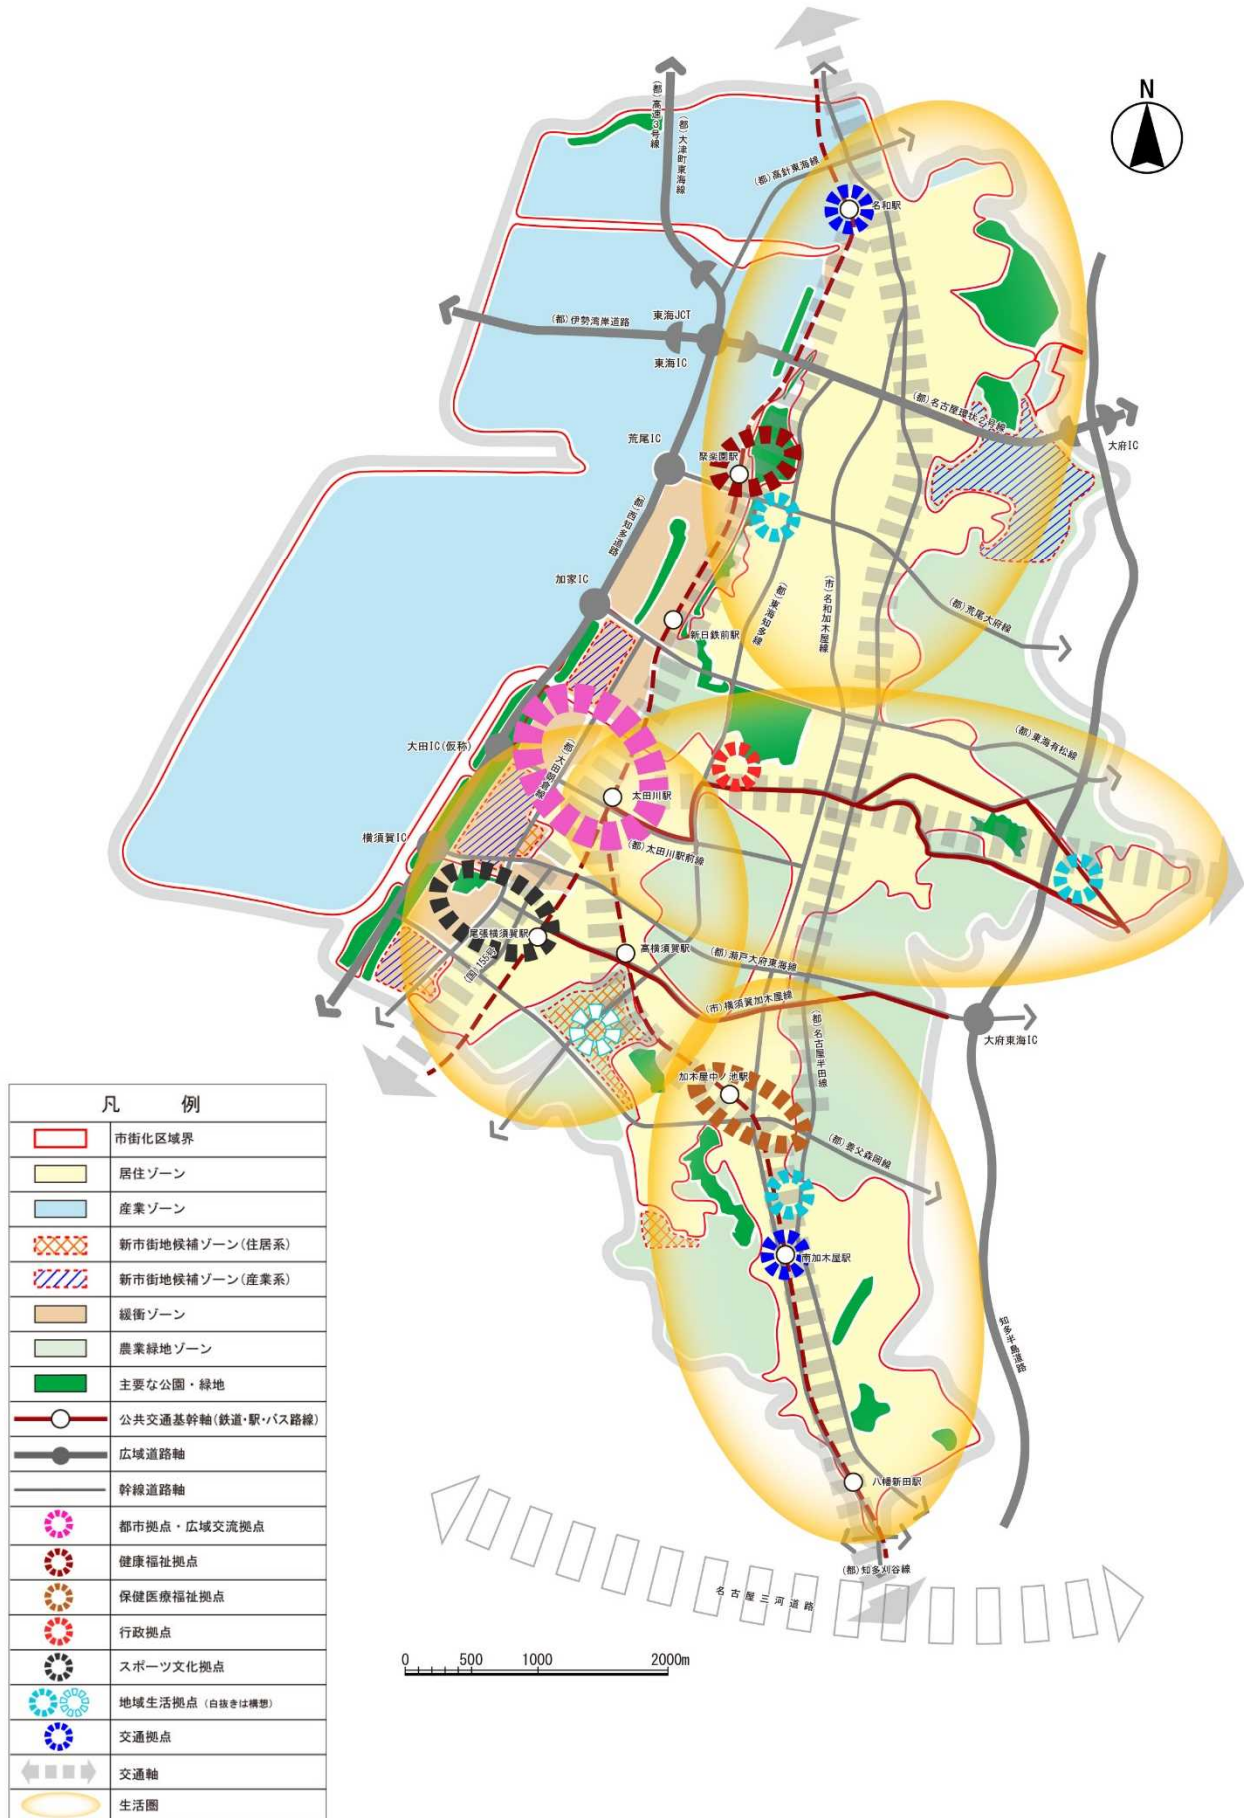 N
(都)高速3号線
(都)大津町東海線
(都)高針東海線
名和駅
東海JCT
(都)伊勢湾岸道路
東海IC
(都)名古屋環状2号線
大府IC
荒尾IC
聚楽園駅
(都)西知多道路
加家IC
新日鉄前駅
(都)東海知多線
(市)名和加木屋線
(都)荒尾大府線
大田IC(仮称)
(都)東海有松線
太田川駅
横須賀IC
(都)太田川駅前線
尾張横須賀駅
(国)155号
高横須賀駅
(都)瀬戸大府東海線
(市)横須賀加木屋線
(都)名古屋半田線
大府東海IC
加木屋中ノ池駅
(都)養父森岡線
南加木屋駅
知多半島道路
八幡新田駅
(都)知多刈谷線
名古屋三河道路
0 500 1000 2000m
凡 例
市街化区域界
居住ゾーン
産業ゾーン
新市街地候補ゾーン(住居系)
新市街地候補ゾーン(産業系)
緩衝ゾーン
農業緑地ゾーン
主要な公園・緑地
公共交通基幹軸(鉄道・駅・バス路線)
広域道路軸
幹線道路軸
都市拠点・広域交流拠点
健康福祉拠点
保健医療福祉拠点
行政拠点
スポーツ文化拠点
地域生活拠点 (白抜きは構想)
交通拠点
交通軸
生活圏